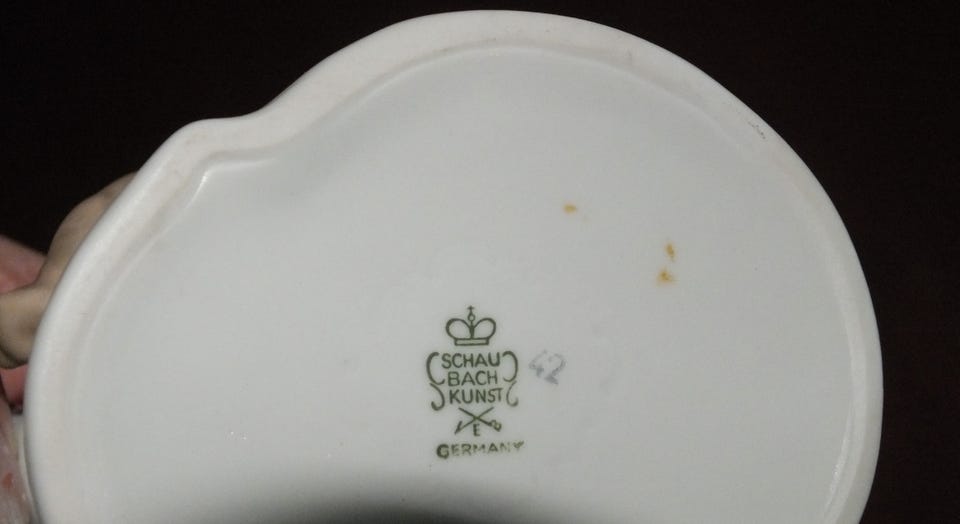 SCHAU
BACH
KUNST
E
GERMANY
42